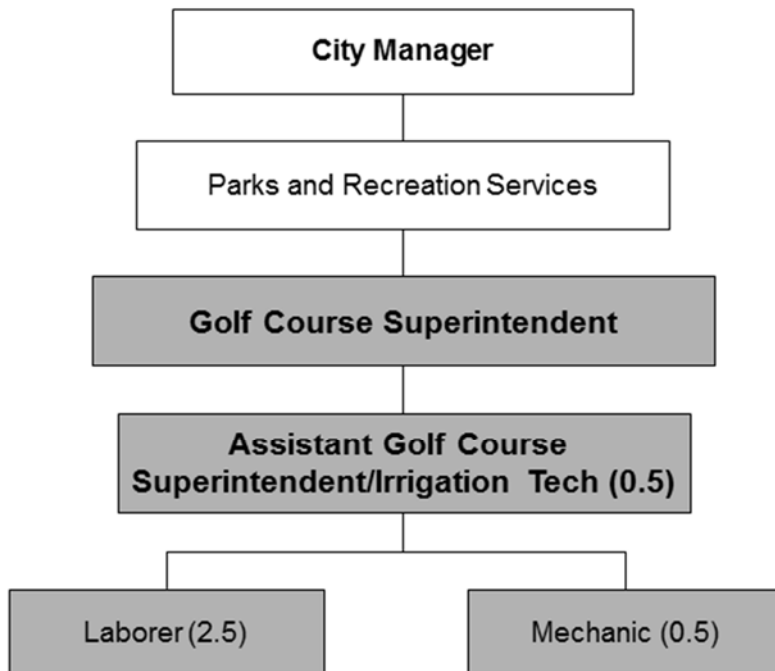 City Manager
Parks and Recreation Services
Golf Course Superintendent
Assistant Golf Course
Superintendent/Irrigation Tech (0.5)
Laborer (2.5)
Mechanic (0.5)